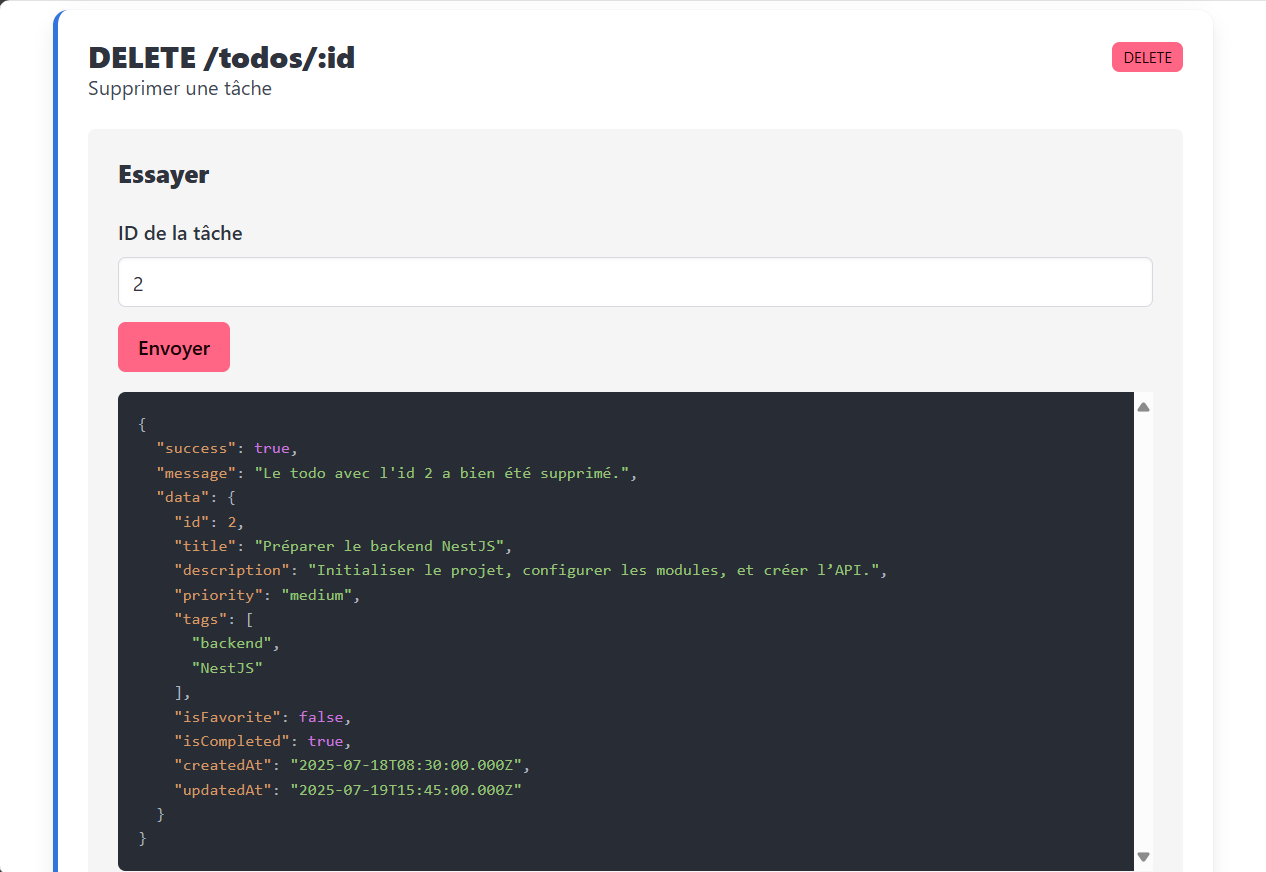 DELETE /todos/:id
DELETE
Supprimer une tâche
Essayer
ID de la tâche
2
Envoyer
{
  "success": true,
  "message": "Le todo avec l'id 2 a bien été supprimé.",
  "data": {
    "id": 2,
    "title": "Préparer le backend NestJS",
    "description": "Initialiser le projet, configurer les modules, et créer l’API.",
    "priority": "medium",
    "tags": [
      "backend",
      "NestJS"
    ],
    "isFavorite": false,
    "isCompleted": true,
    "createdAt": "2025-07-18T08:30:00.000Z",
    "updatedAt": "2025-07-19T15:45:00.000Z"
  }
}